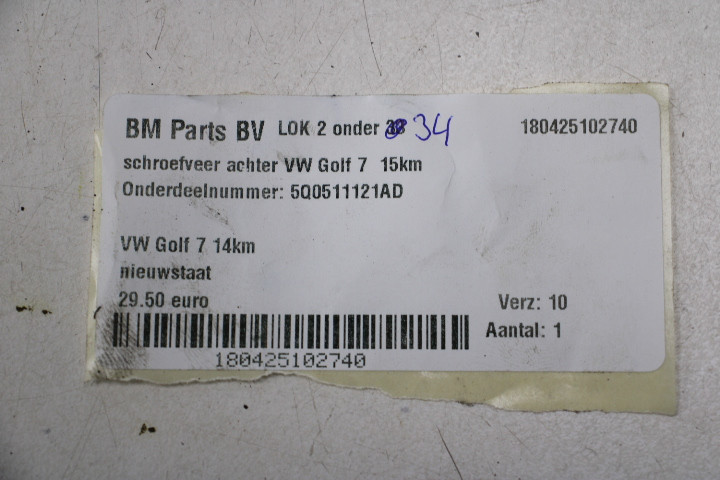 BM Parts BV LOK 2 onder 34 180425102740
schroefveer achter VW Golf 7 15km
Onderdeelnummer: 5Q0511121AD
VW Golf 7 14km
nieuwstaat
29.50 euro Verz: 10
Aantal: 1
180425102740